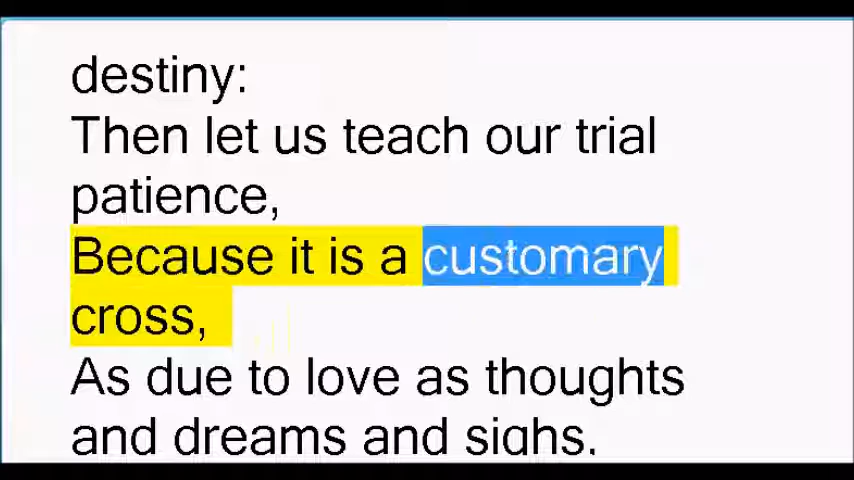 destiny:
Then let us teach our trial
patience,
Because it is a customary
cross,
As due to love as thoughts
and dreams and sighs.